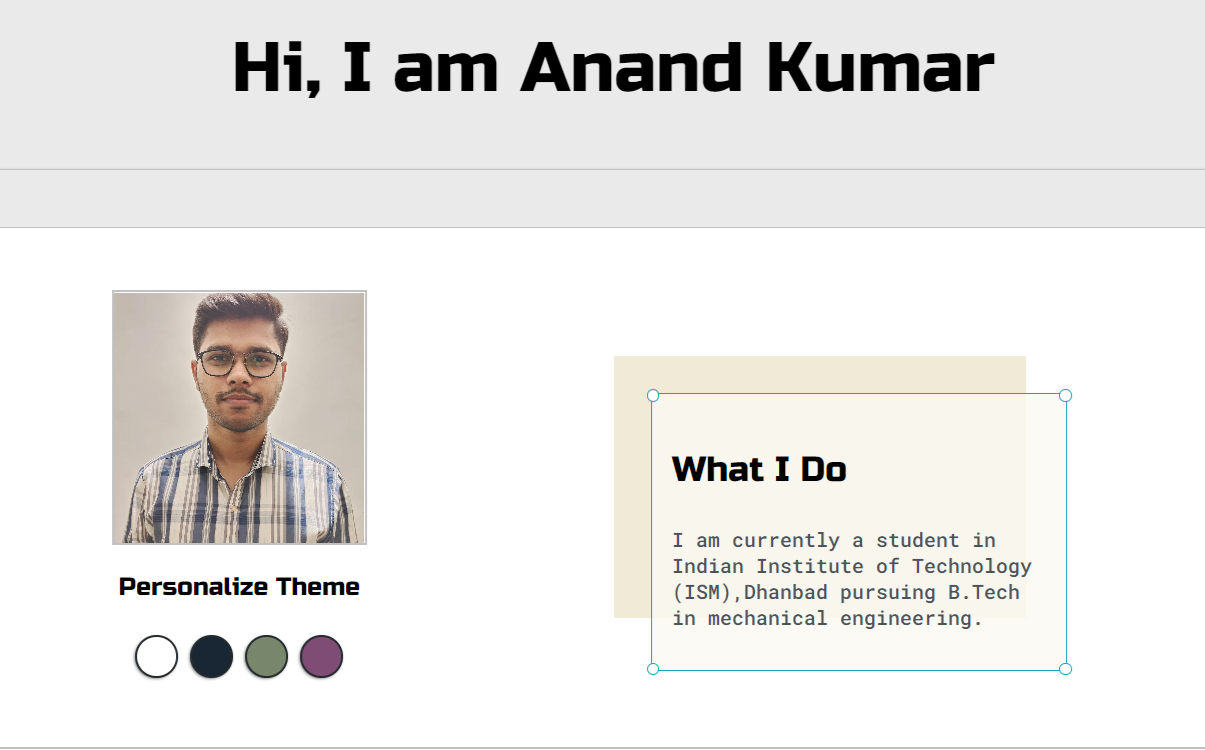 Hi, I am Anand Kumar
Personalize Theme
What I Do
I am currently a student in
Indian Institute of Technology
(ISM),Dhanbad pursuing B.Tech
in mechanical engineering.